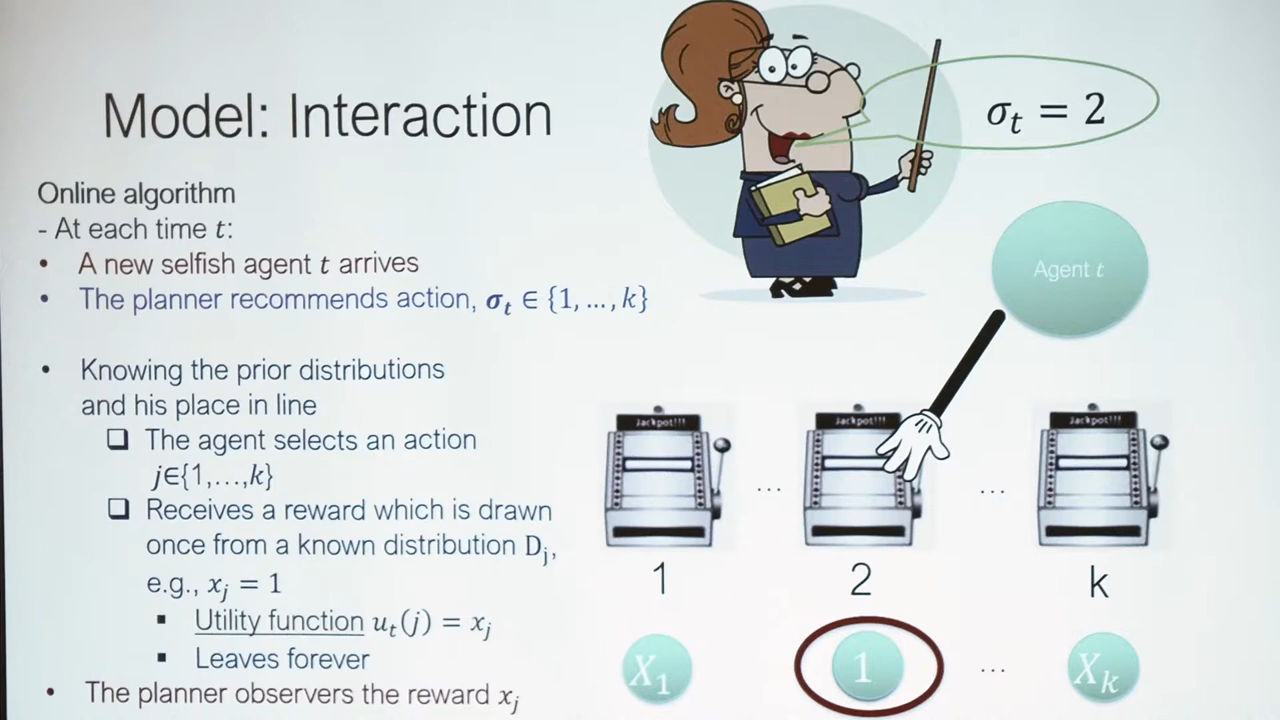 Model: Interaction
σₜ = 2
Online algorithm
- At each time t:
• A new selfish agent t arrives
• The planner recommends action, σₜ ∈ {1, ..., k}
• Knowing the prior distributions
and his place in line
❑ The agent selects an action
j∈{1,...,k}
❑ Receives a reward which is drawn
once from a known distribution Dⱼ,
e.g., xⱼ = 1
▪ Utility function uₜ(j) = xⱼ
▪ Leaves forever
• The planner observers the reward xⱼ
Agent t
Jackpot!!! Jackpot!!! Jackpot!!!
... ...
1 2 k
X₁ 1 ... Xₖ